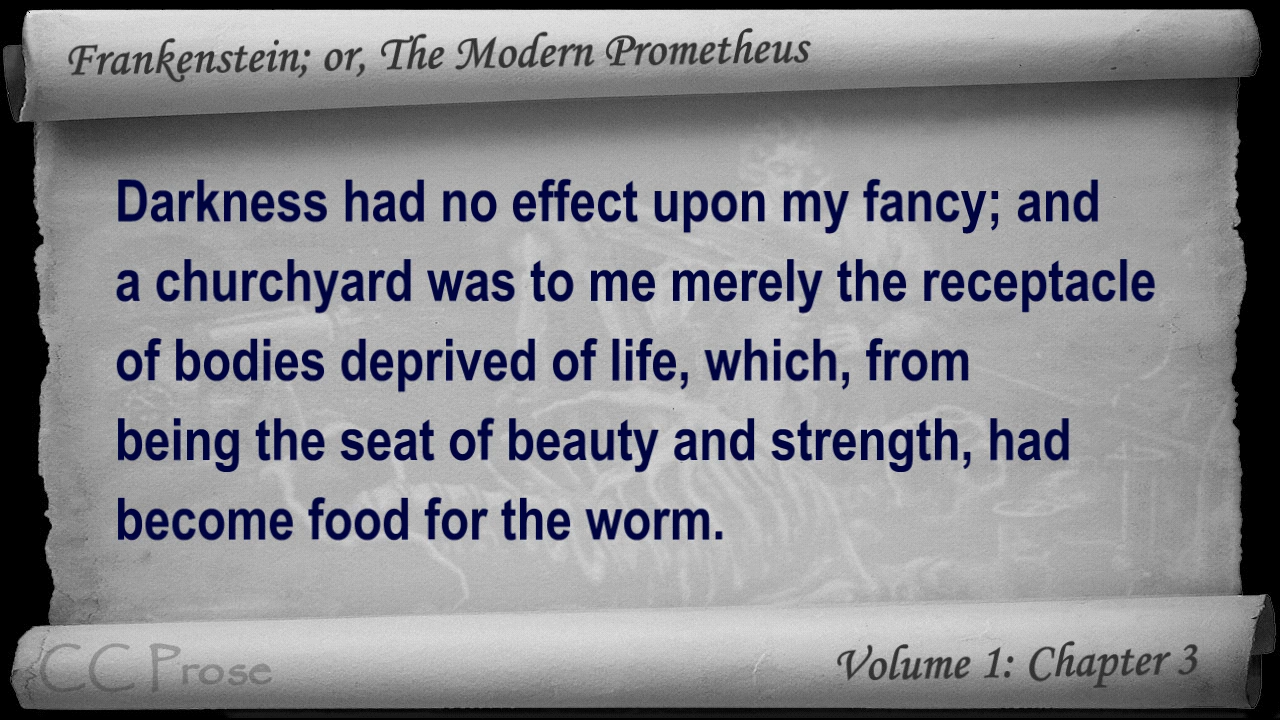 Frankenstein; or, The Modern Prometheus
Darkness had no effect upon my fancy; and
a churchyard was to me merely the receptacle
of bodies deprived of life, which, from
being the seat of beauty and strength, had
become food for the worm.
CC Prose
Volume 1: Chapter 3